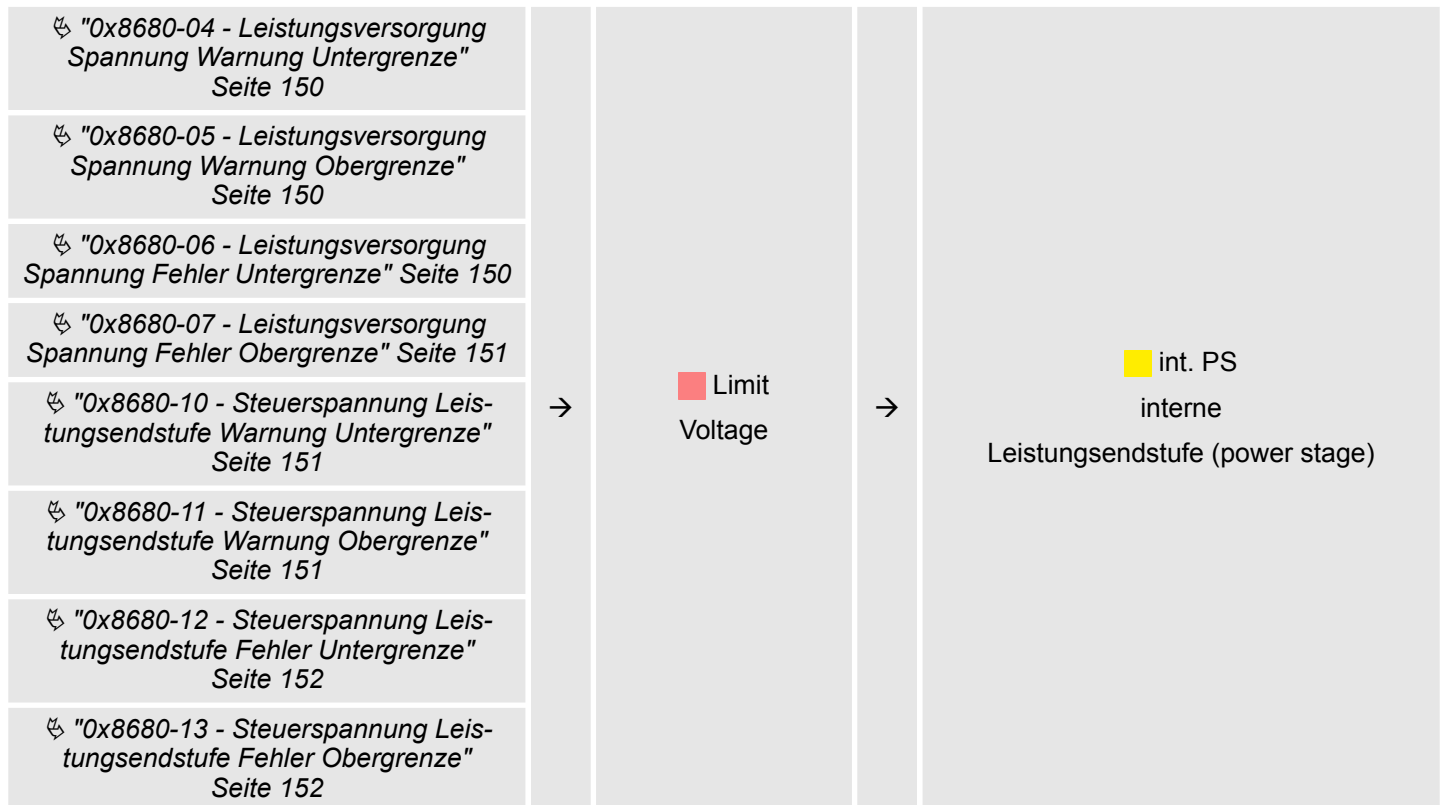 ↳ "0x8680-04 - Leistungsversorgung
Spannung Warnung Untergrenze"
Seite 150
↳ "0x8680-05 - Leistungsversorgung
Spannung Warnung Obergrenze"
Seite 150
↳ "0x8680-06 - Leistungsversorgung
Spannung Fehler Untergrenze" Seite 150
↳ "0x8680-07 - Leistungsversorgung
Spannung Fehler Obergrenze" Seite 151
↳ "0x8680-10 - Steuerspannung Leis-
tungsendstufe Warnung Untergrenze"
Seite 151
↳ "0x8680-11 - Steuerspannung Leis-
tungsendstufe Warnung Obergrenze"
Seite 151
↳ "0x8680-12 - Steuerspannung Leis-
tungsendstufe Fehler Untergrenze"
Seite 152
↳ "0x8680-13 - Steuerspannung Leis-
tungsendstufe Fehler Obergrenze"
Seite 152
→
Limit
Voltage
→
int. PS
interne
Leistungsendstufe (power stage)